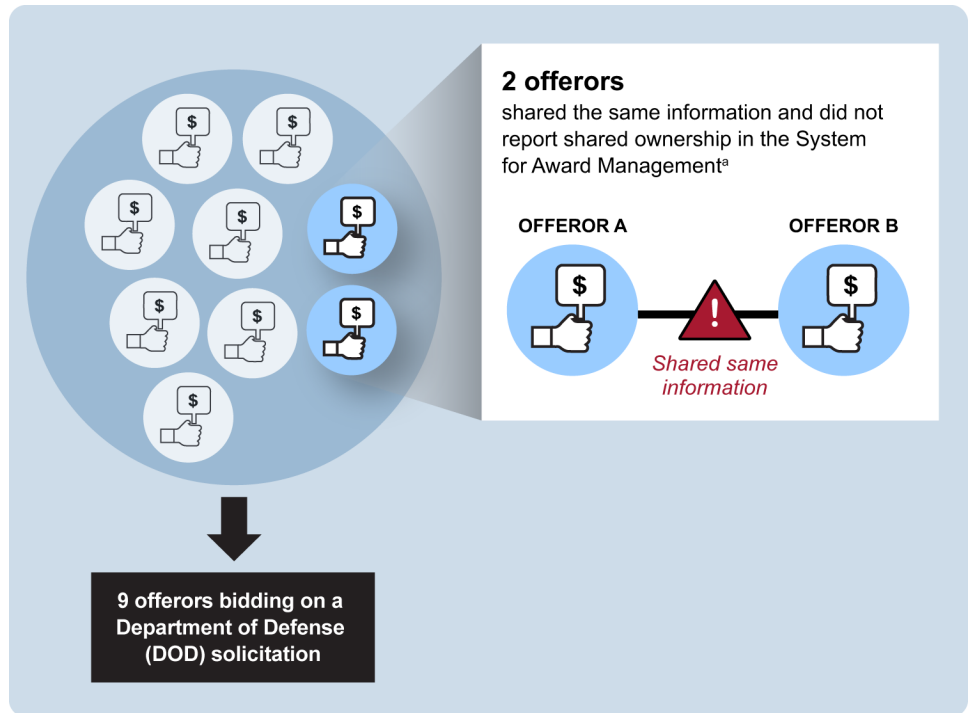 $
$
$
$
$
$
$
$
$
2 offerors
shared the same information and did not
report shared ownership in the System
for Award Managementᵃ
OFFEROR A
OFFEROR B
$
$
!
Shared same
information
9 offerors bidding on a
Department of Defense
(DOD) solicitation